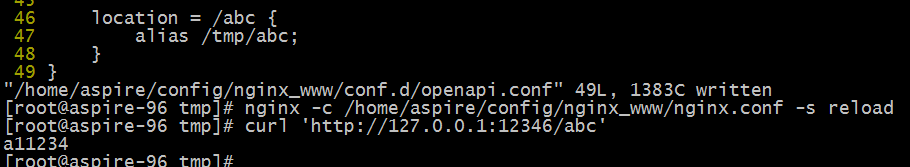 46     location = /abc {
47         alias /tmp/abc;
48     }
49 }
"/home/aspire/config/nginx_www/conf.d/openapi.conf" 49L, 1383C written
[root@aspire-96 tmp]# nginx -c /home/aspire/config/nginx_www/nginx.conf -s reload
[root@aspire-96 tmp]# curl 'http://127.0.0.1:12346/abc'
a11234
[root@aspire-96 tmp]#